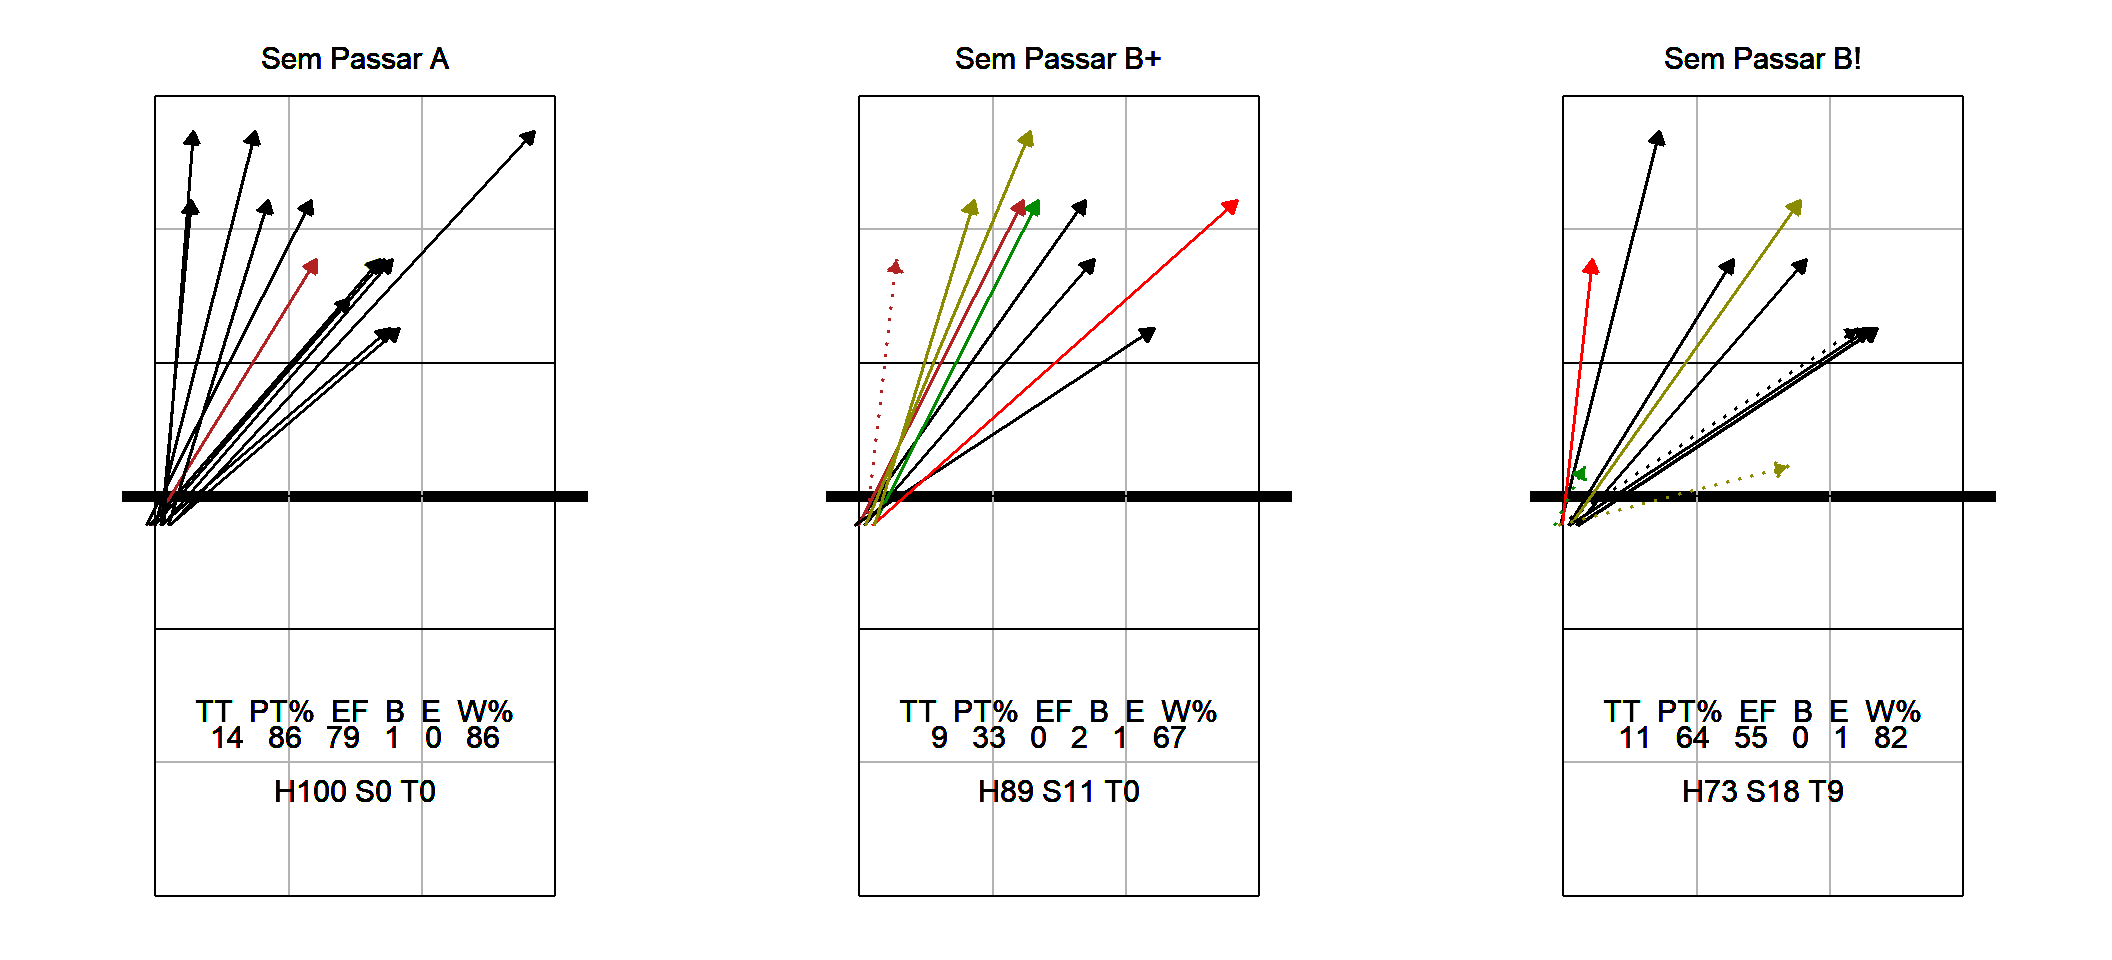 Sem Passar A
TT PT% EF B E W%
14 86 79 1 0 86
H100 S0 T0
Sem Passar B+
TT PT% EF B E W%
9 33 0 2 1 67
H89 S11 T0
Sem Passar B!
TT PT% EF B E W%
11 64 55 0 1 82
H73 S18 T9